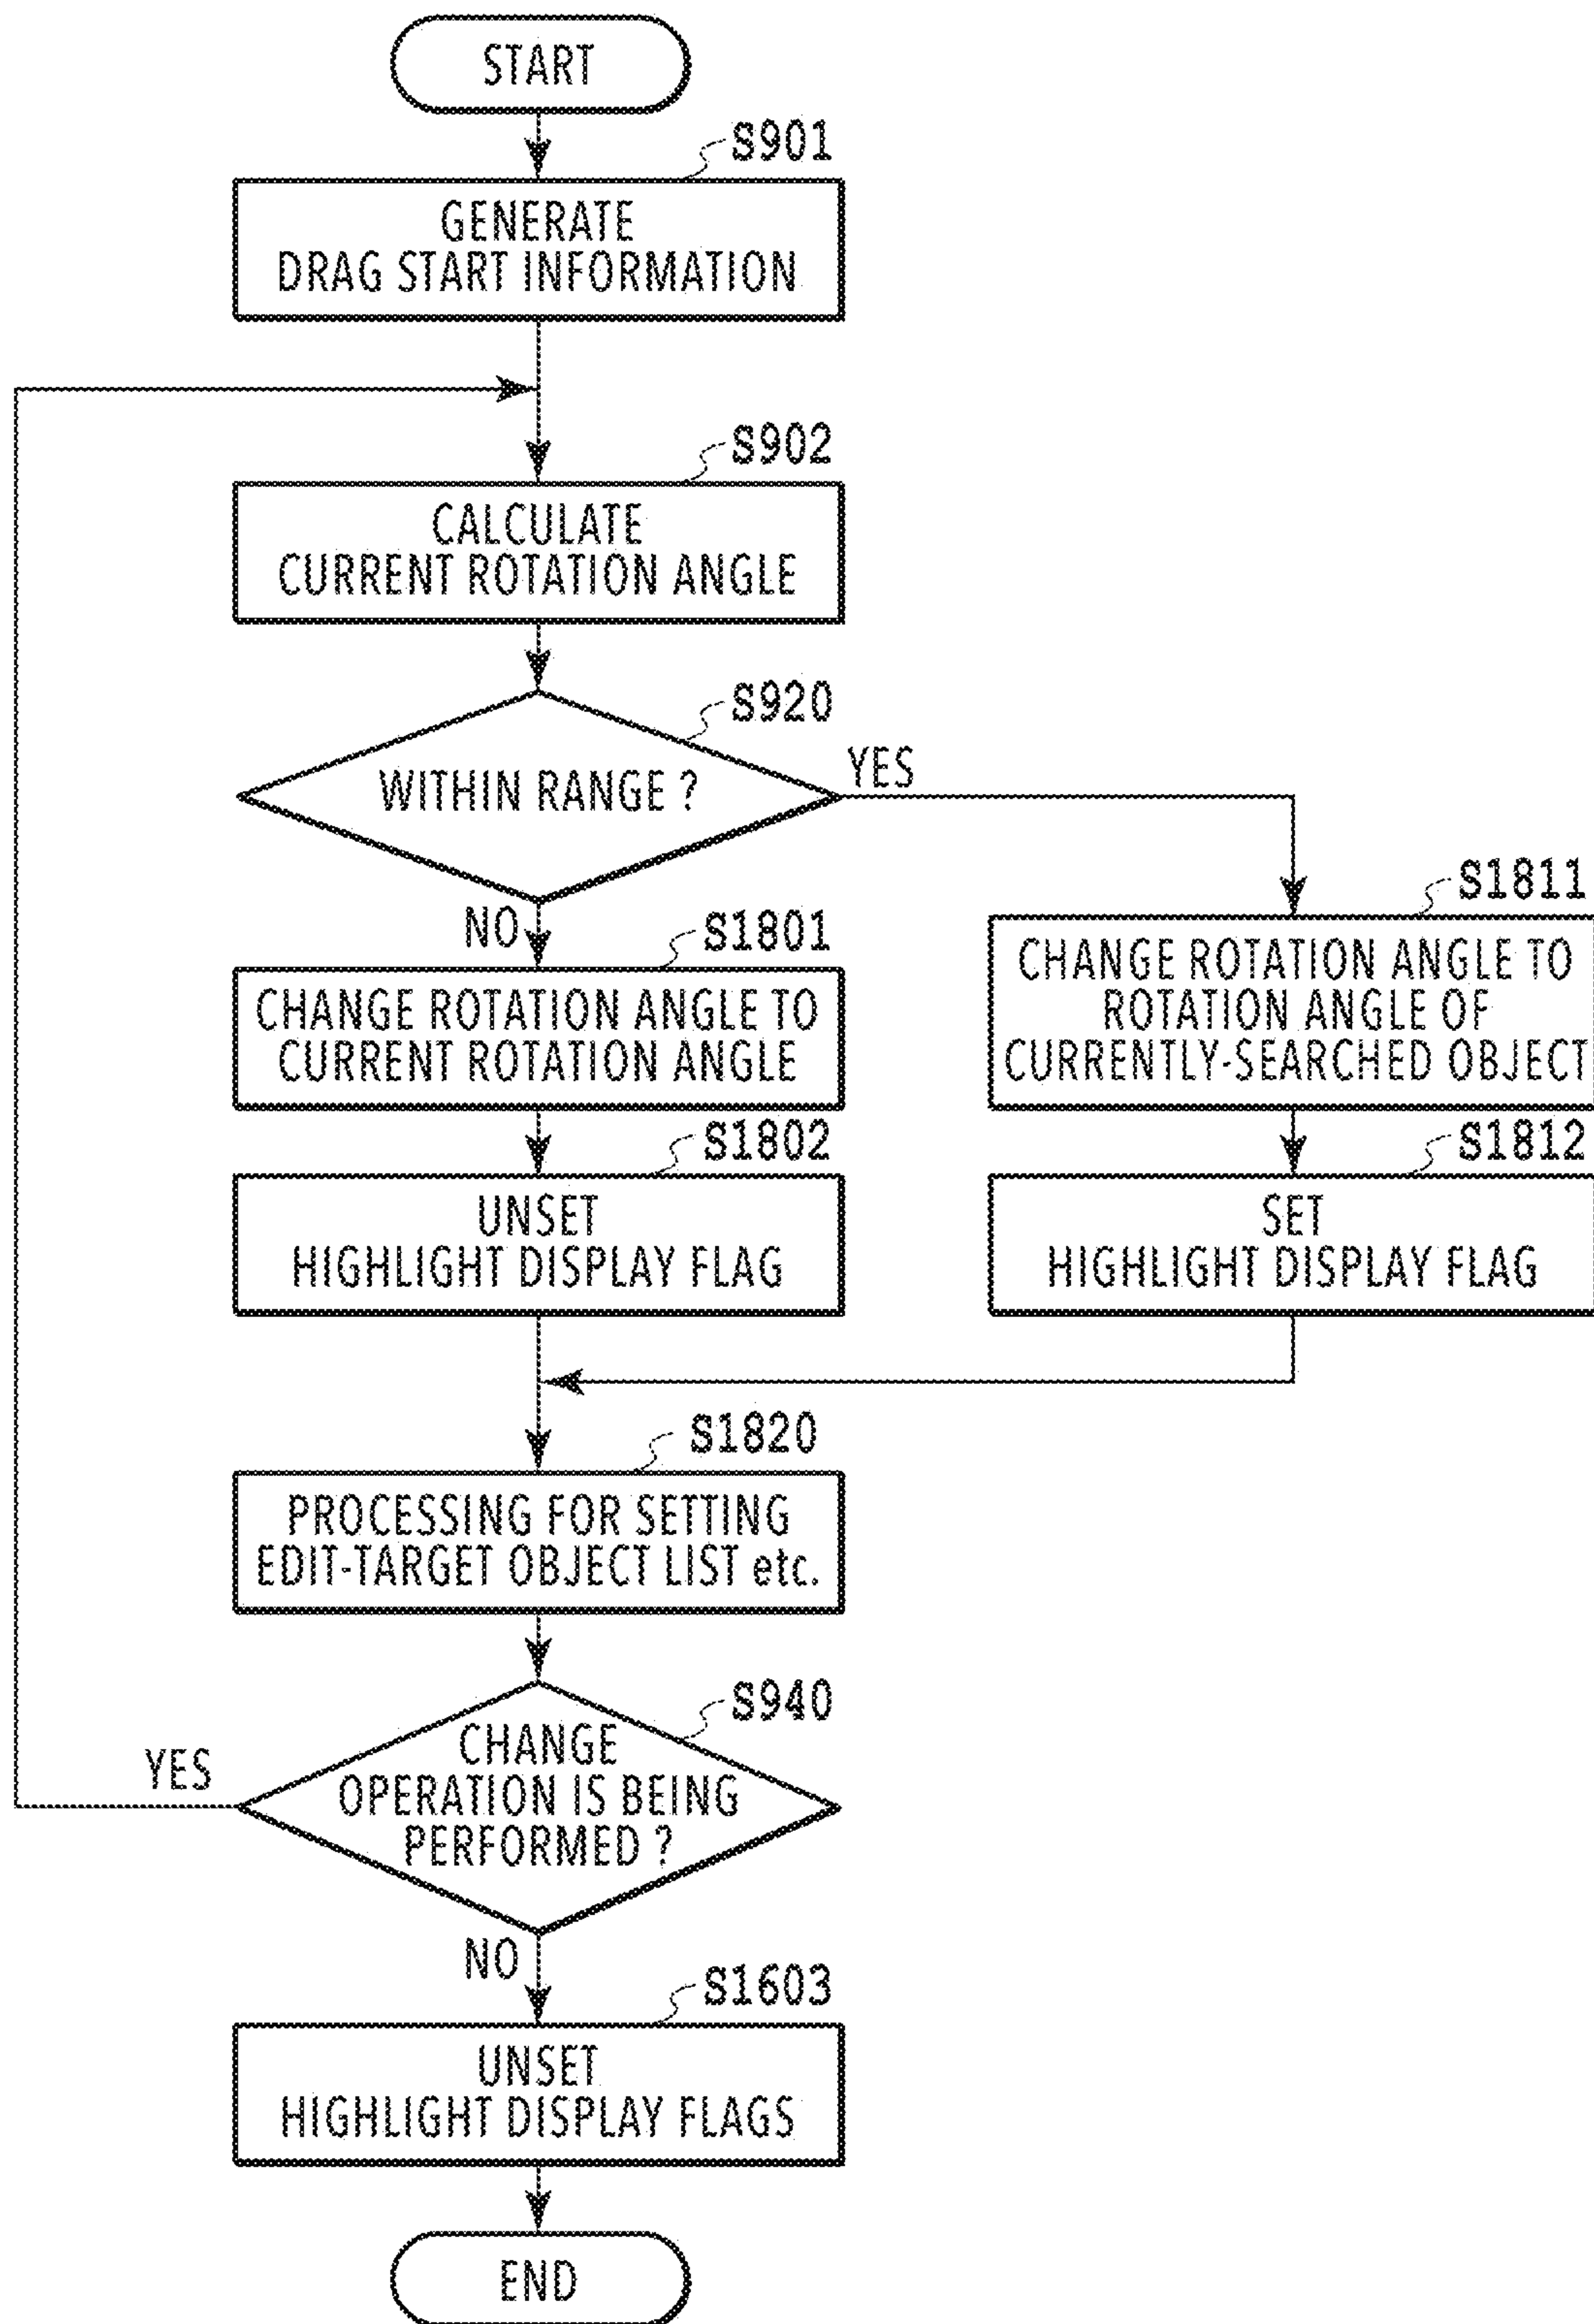 START
S901
GENERATE
DRAG START INFORMATION
S902
CALCULATE
CURRENT ROTATION ANGLE
S920
WITHIN RANGE ?
YES
NO
S1801
CHANGE ROTATION ANGLE TO
CURRENT ROTATION ANGLE
S1811
CHANGE ROTATION ANGLE TO
ROTATION ANGLE OF
CURRENTLY-SEARCHED OBJECT
S1802
UNSET
HIGHLIGHT DISPLAY FLAG
S1812
SET
HIGHLIGHT DISPLAY FLAG
S1820
PROCESSING FOR SETTING
EDIT-TARGET OBJECT LIST etc.
S940
CHANGE
OPERATION IS BEING
PERFORMED ?
YES
NO
S1603
UNSET
HIGHLIGHT DISPLAY FLAGS
END